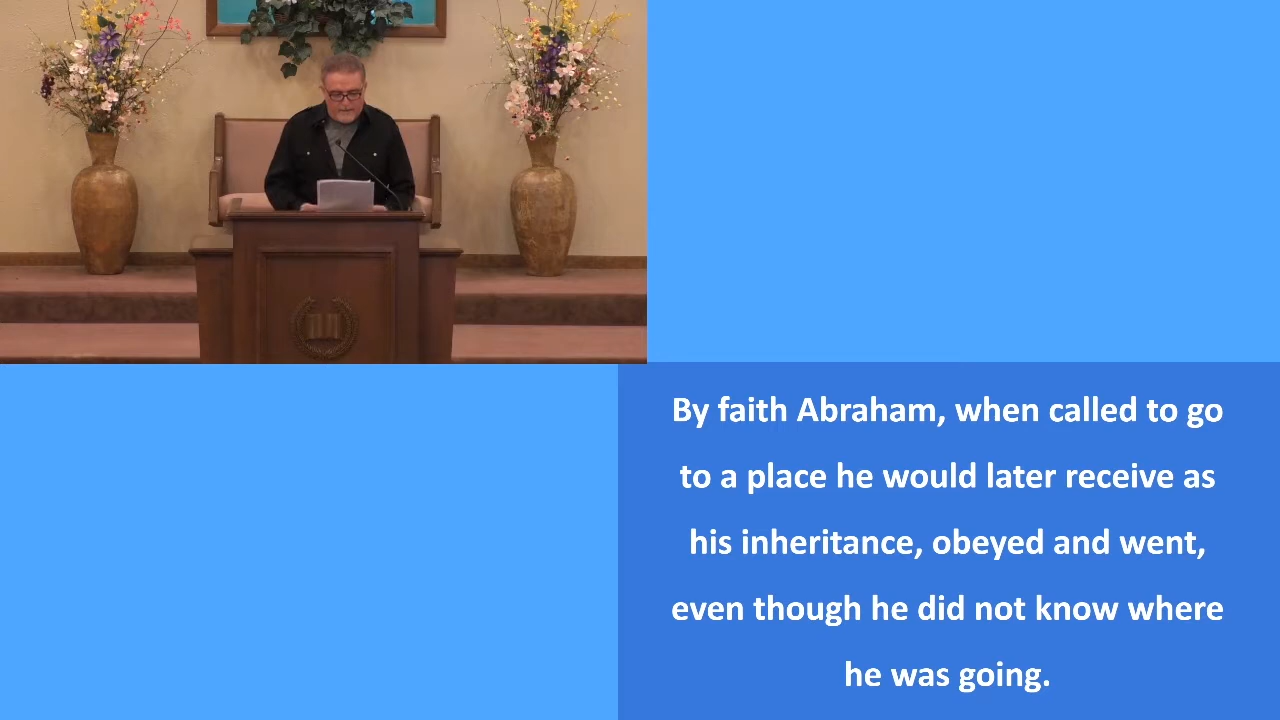 By faith Abraham, when called to go
to a place he would later receive as
his inheritance, obeyed and went,
even though he did not know where
he was going.